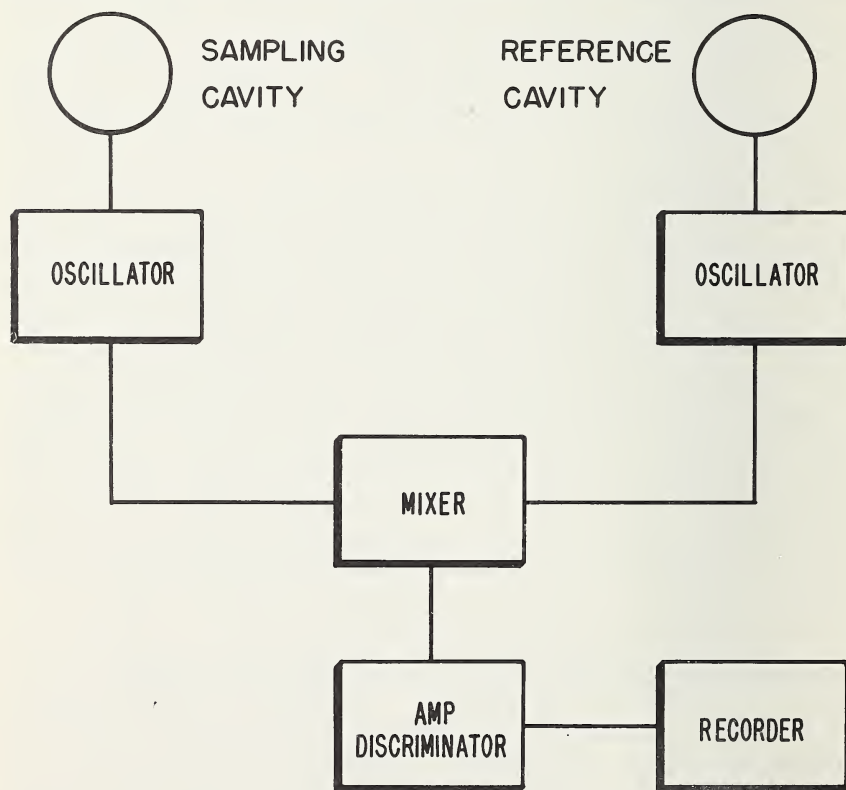 SAMPLING
CAVITY
REFERENCE
CAVITY
OSCILLATOR
OSCILLATOR
MIXER
AMP
DISCRIMINATOR
RECORDER